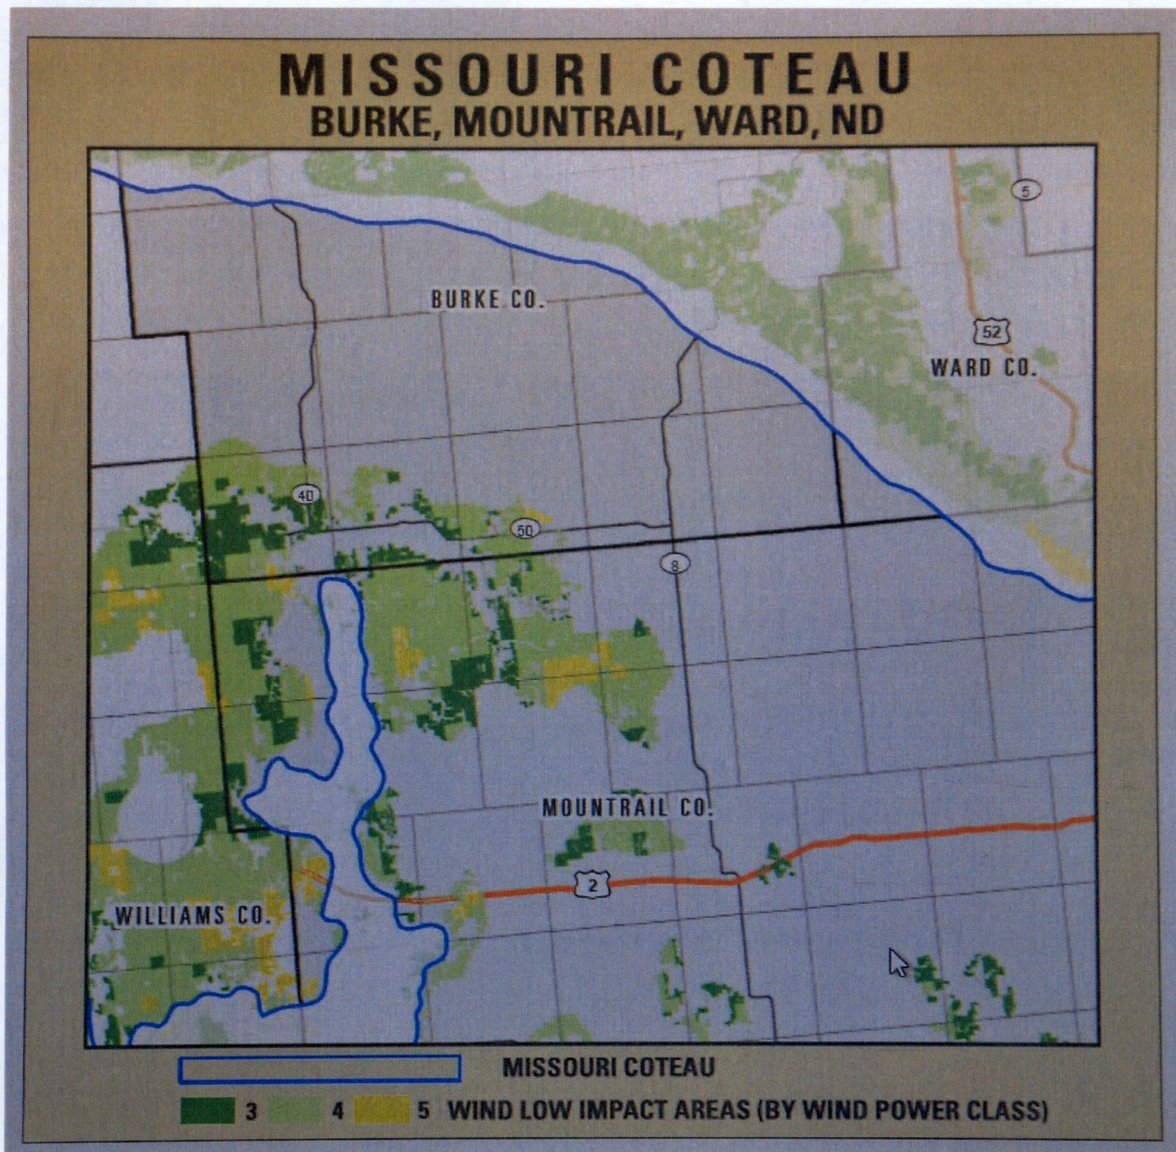 MISSOURI COTEAU
BURKE, MOUNTRAIL, WARD, ND
5
BURKE CO.
52
WARD CO.
40
50
8
MOUNTRAIL CO.
2
WILLIAMS CO.
MISSOURI COTEAU
3 4 5 WIND LOW IMPACT AREAS (BY WIND POWER CLASS)